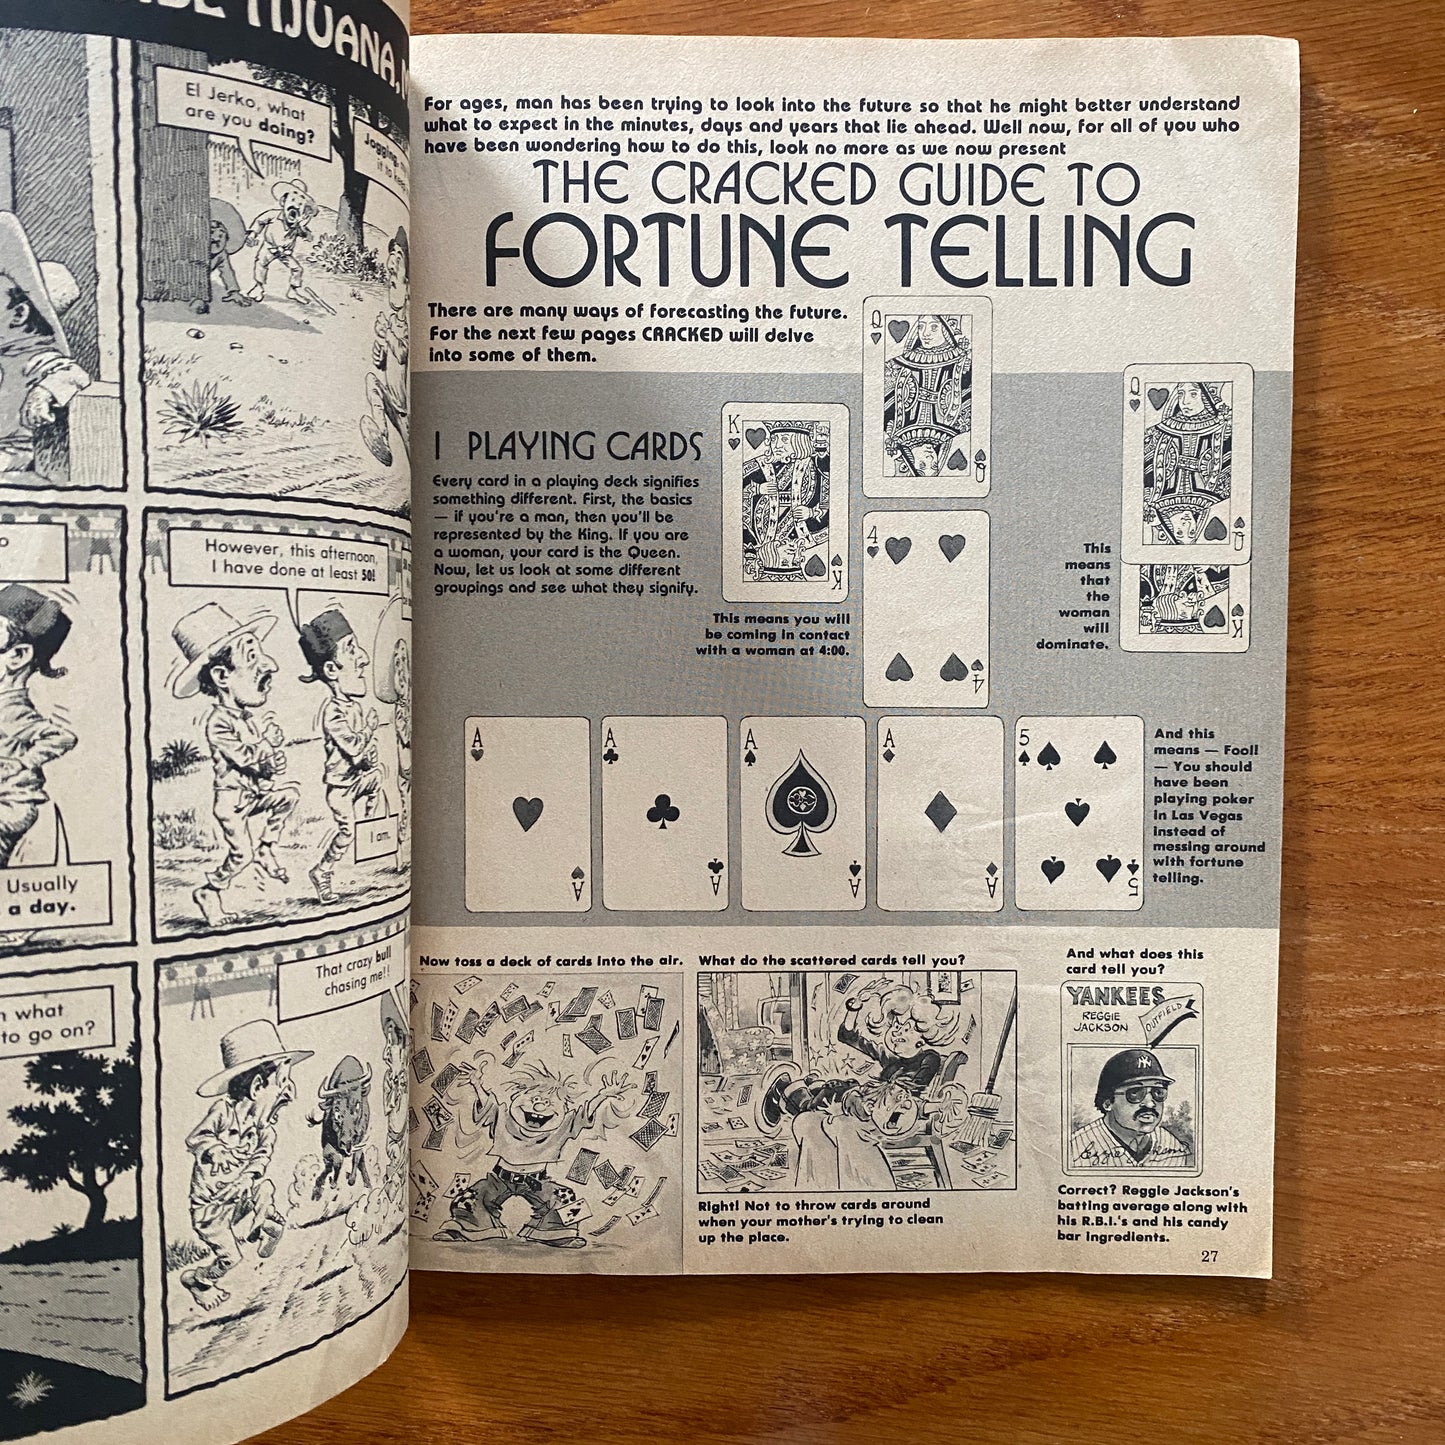 TIJUANA,
El Jerko, what
are you doing?
Jogging,
it to keep
However, this afternoon,
I have done at least 50!
I am.
Usually
a day.
That crazy bull
chasing me!!
what
to go on?
For ages, man has been trying to look into the future so that he might better understand
what to expect in the minutes, days and years that lie ahead. Well now, for all of you who
have been wondering how to do this, look no more as we now present
THE CRACKED GUIDE TO
FORTUNE TELLING
There are many ways of forecasting the future.
For the next few pages CRACKED will delve
into some of them.
1 PLAYING CARDS
Every card in a playing deck signifies
something different. First, the basics
— if you're a man, then you'll be
represented by the King. If you are
a woman, your card is the Queen.
Now, let us look at some different
groupings and see what they signify.
K
K
Q
Q
4
4
This means you will
be coming in contact
with a woman at 4:00.
Q
Q
K
This
means
that
the
woman
will
dominate.
A
A
A
A
A
A
A
A
5
5
And this
means — Fool!
— You should
have been
playing poker
in Las Vegas
instead of
messing around
with fortune
telling.
Now toss a deck of cards into the air.
What do the scattered cards tell you?
Right! Not to throw cards around
when your mother's trying to clean
up the place.
And what does this
card tell you?
YANKEES
REGGIE
JACKSON
OUTFIELD
NY
Reggie Jackson
Correct? Reggie Jackson's
batting average along with
his R.B.I.'s and his candy
bar ingredients.
27